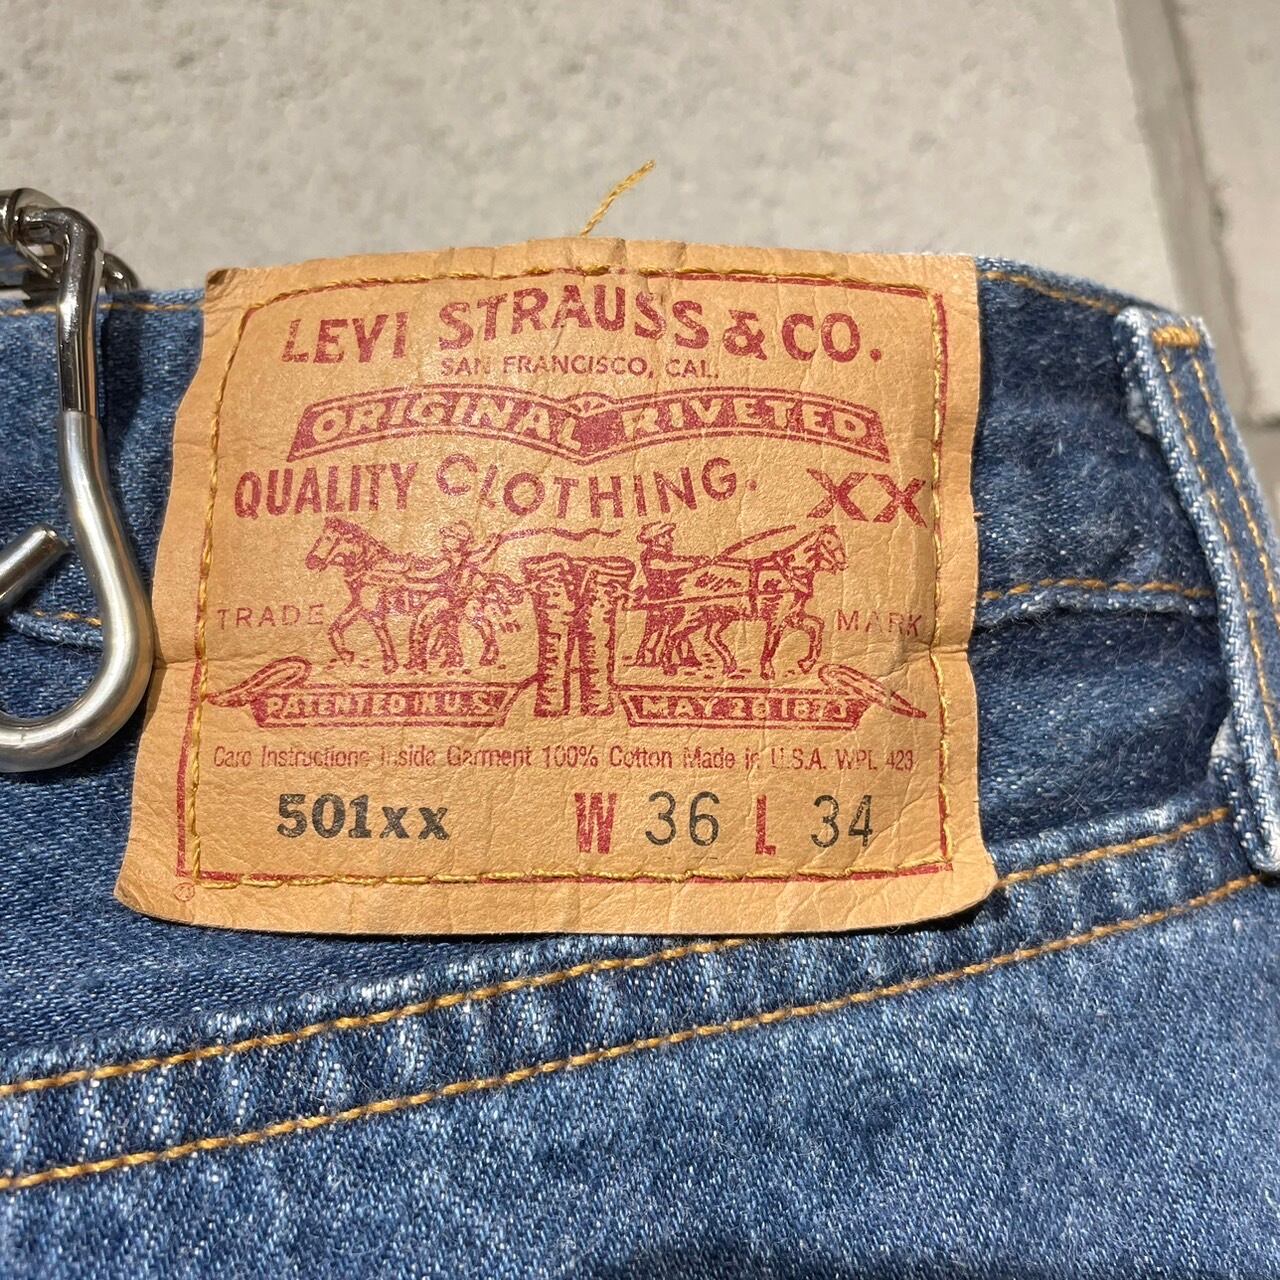 LEVI STRAUSS & CO.
SAN FRANCISCO, CAL.
ORIGINAL RIVETED
QUALITY CLOTHING. XX
TRADE MARK
PATENTED IN U.S. MAY 20 1873
Care Instructions Inside Garment 100% Cotton Made in U.S.A. WPL 423
501xx W 36 L 34
®